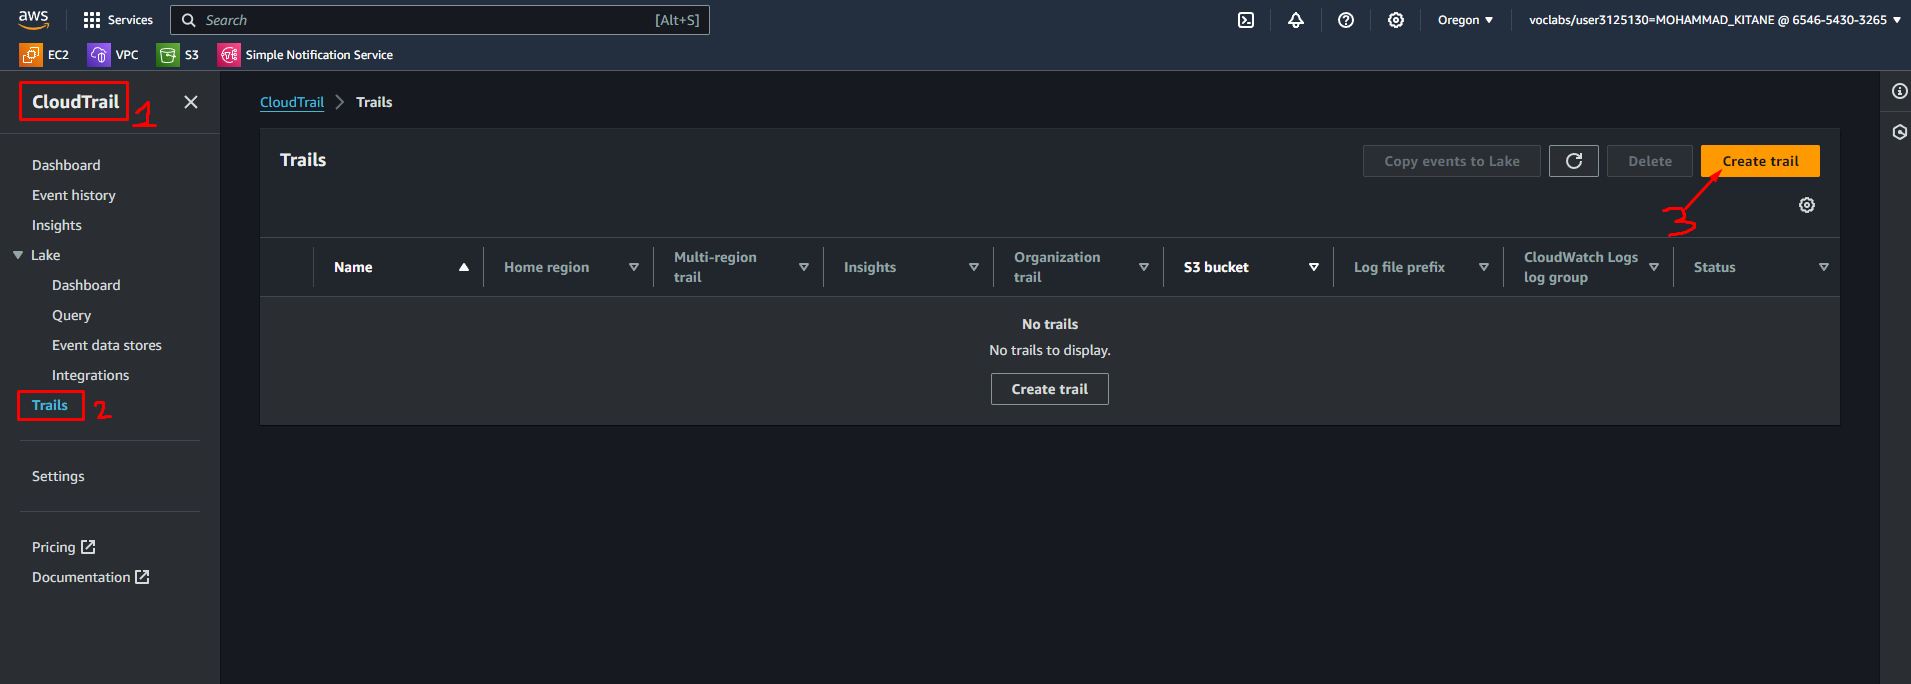 aws Services Search [Alt+S] Oregon voclabs/user3125130=MOHAMMAD_KITANE @ 6546-5430-3265
EC2 VPC S3 Simple Notification Service
CloudTrail 1
Dashboard
Event history
Insights
Lake
Dashboard
Query
Event data stores
Integrations
Trails 2
Settings
Pricing
Documentation
CloudTrail > Trails
Trails Copy events to Lake Delete Create trail
3
Name Home region Multi-region trail Insights Organization trail S3 bucket Log file prefix CloudWatch Logs log group Status
No trails
No trails to display.
Create trail